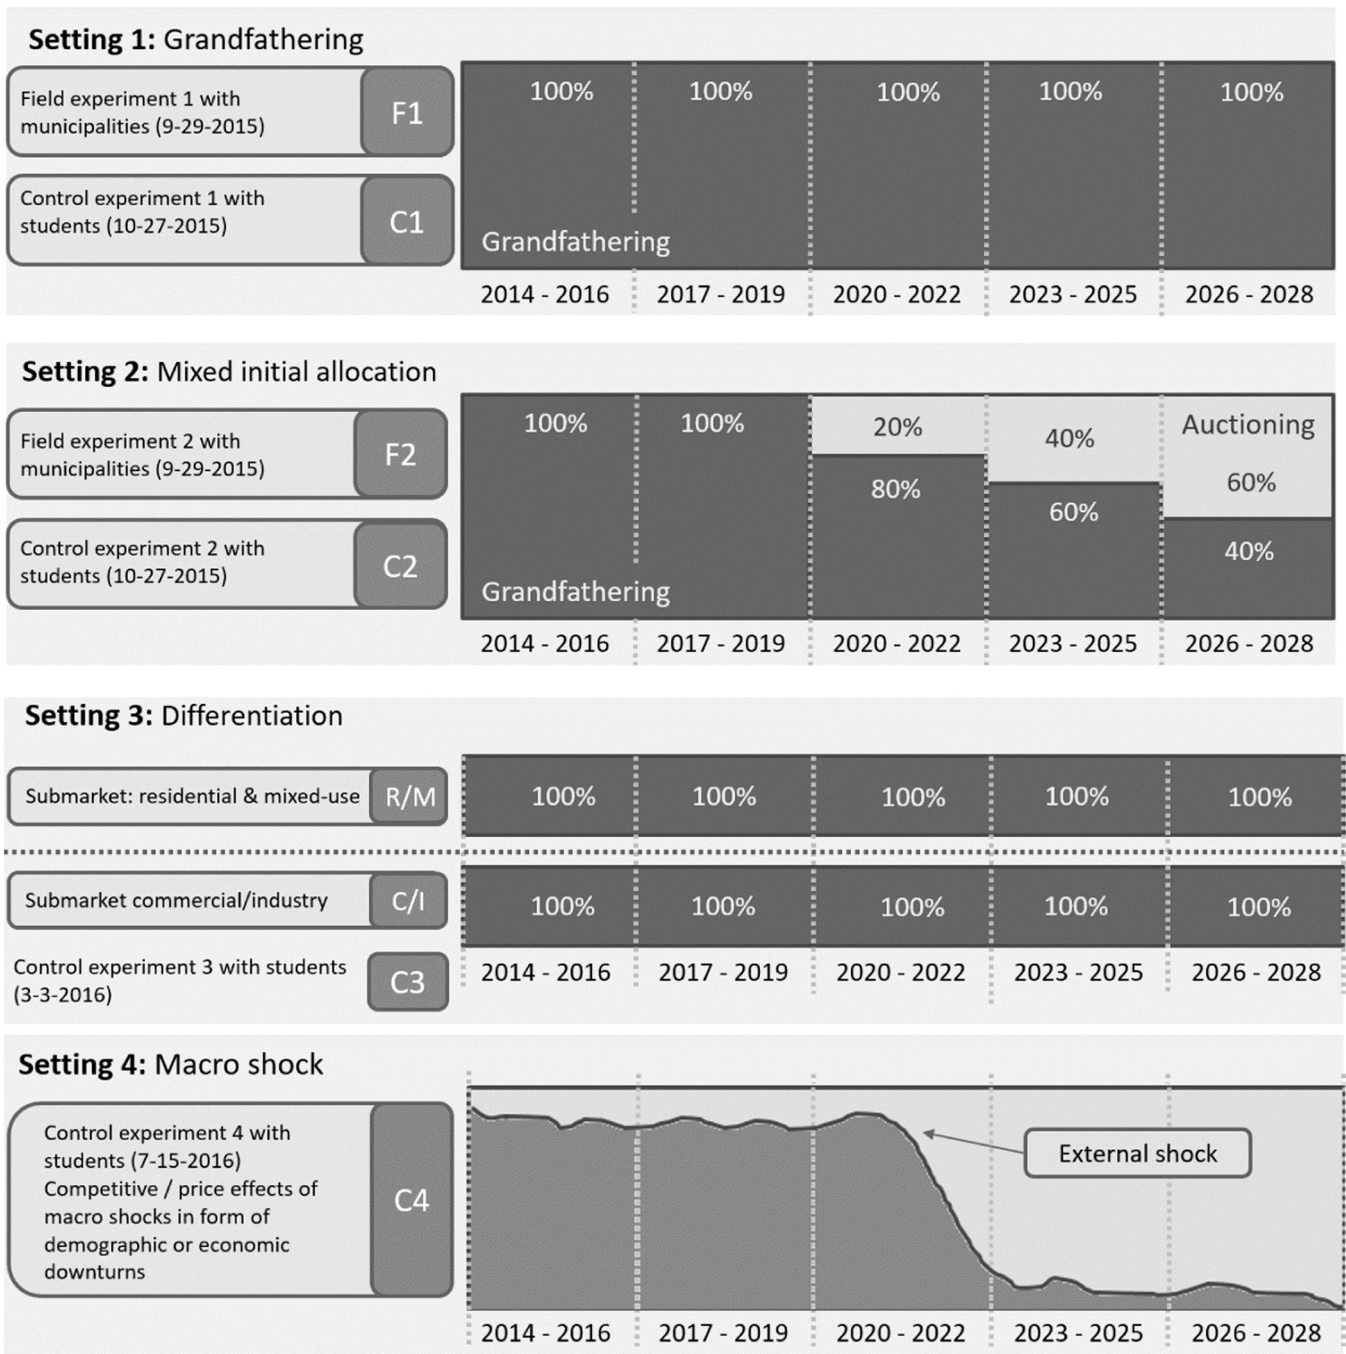 Setting 1: Grandfathering
Field experiment 1 with
municipalities (9-29-2015)
F1
Control experiment 1 with
students (10-27-2015)
C1
100% 100% 100% 100% 100%
Grandfathering
2014 - 2016 2017 - 2019 2020 - 2022 2023 - 2025 2026 - 2028
Setting 2: Mixed initial allocation
Field experiment 2 with
municipalities (9-29-2015)
F2
Control experiment 2 with
students (10-27-2015)
C2
100% 100% 20% 40% Auctioning
60%
80% 60% 40%
Grandfathering
2014 - 2016 2017 - 2019 2020 - 2022 2023 - 2025 2026 - 2028
Setting 3: Differentiation
Submarket: residential & mixed-use R/M
100% 100% 100% 100% 100%
Submarket commercial/industry C/I
100% 100% 100% 100% 100%
Control experiment 3 with students
(3-3-2016)
C3
2014 - 2016 2017 - 2019 2020 - 2022 2023 - 2025 2026 - 2028
Setting 4: Macro shock
Control experiment 4 with
students (7-15-2016)
Competitive / price effects of
macro shocks in form of
demographic or economic
downturns
C4
External shock
2014 - 2016 2017 - 2019 2020 - 2022 2023 - 2025 2026 - 2028